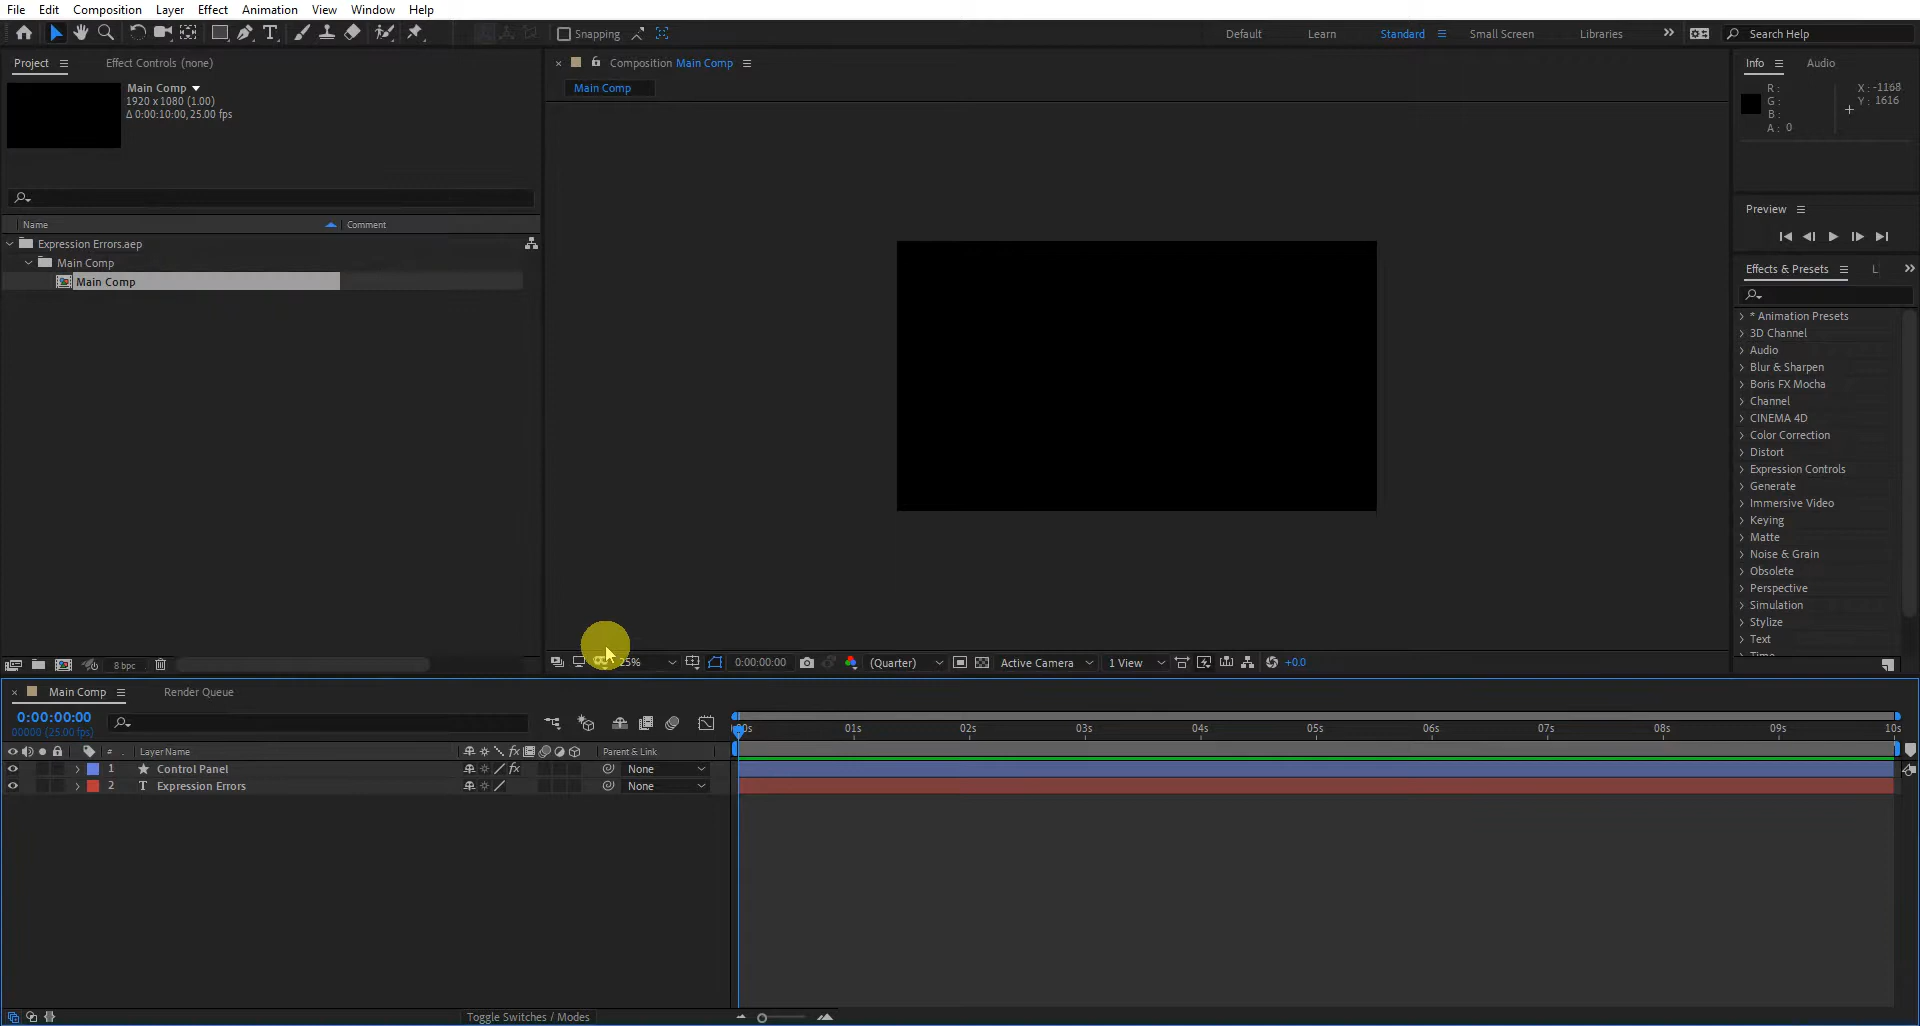 File Edit Composition Layer Effect Animation View Window Help
Snapping
Default Learn Standard Small Screen Libraries
Search Help
Project Effect Controls (none)
Main Comp
1920 x 1080 (1.00)
Δ 0:00:10:00, 25.00 fps
Name Comment
Expression Errors.aep
Main Comp
Main Comp
8 bpc
Composition Main Comp
Main Comp
25% 0:00:00:00 (Quarter) Active Camera 1 View +0.0
Info Audio
R :
G :
B :
A : 0
X : -1168
Y : 1616
Preview
Effects & Presets
* Animation Presets
3D Channel
Audio
Blur & Sharpen
Boris FX Mocha
Channel
CINEMA 4D
Color Correction
Distort
Expression Controls
Generate
Immersive Video
Keying
Matte
Noise & Grain
Obsolete
Perspective
Simulation
Stylize
Text
Main Comp Render Queue
0:00:00:00
00000 (25.00 fps)
# Layer Name fx Parent & Link
1 Control Panel fx None
2 T Expression Errors None
00s 01s 02s 03s 04s 05s 06s 07s 08s 09s 10s
Toggle Switches / Modes